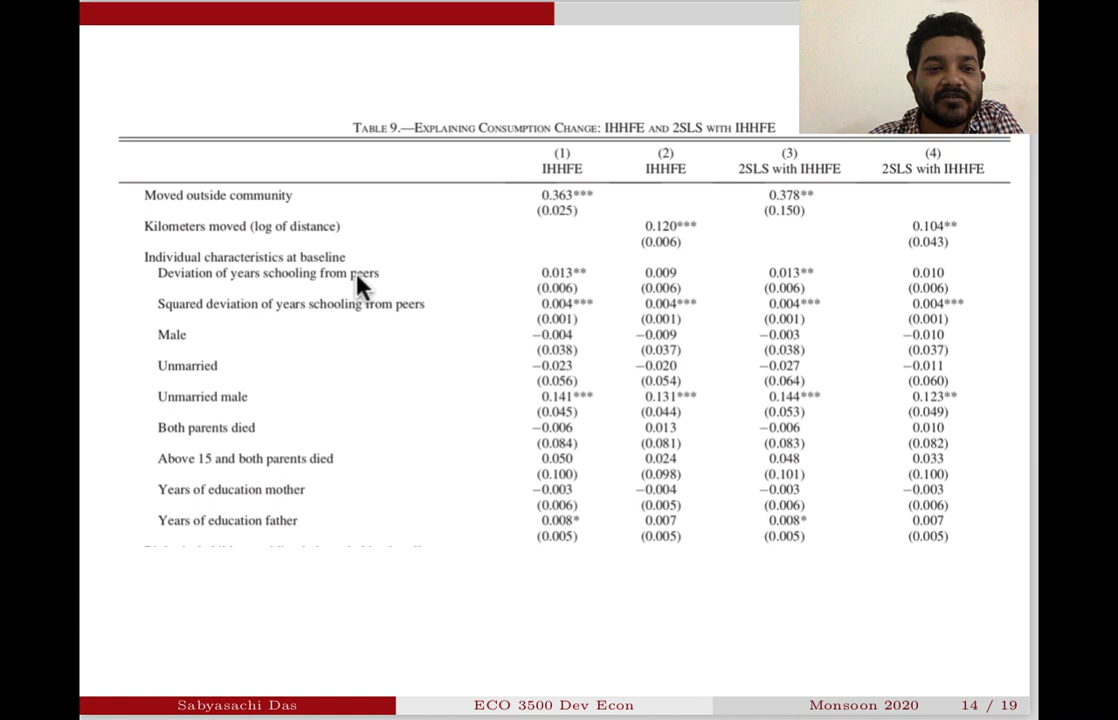 TABLE 9.—EXPLAINING CONSUMPTION CHANGE: IHHFE AND 2SLS WITH IHHFE
(1) (2) (3) (4)
IHHFE IHHFE 2SLS with IHHFE 2SLS with IHHFE
Moved outside community 0.363*** 0.378**
(0.025) (0.150)
Kilometers moved (log of distance) 0.120*** 0.104**
(0.006) (0.043)
Individual characteristics at baseline
Deviation of years schooling from peers 0.013** 0.009 0.013** 0.010
(0.006) (0.006) (0.006) (0.006)
Squared deviation of years schooling from peers 0.004*** 0.004*** 0.004*** 0.004***
(0.001) (0.001) (0.001) (0.001)
Male −0.004 −0.009 −0.003 −0.010
(0.038) (0.037) (0.038) (0.037)
Unmarried −0.023 −0.020 −0.027 −0.011
(0.056) (0.054) (0.064) (0.060)
Unmarried male 0.141*** 0.131*** 0.144*** 0.123**
(0.045) (0.044) (0.053) (0.049)
Both parents died −0.006 0.013 −0.006 0.010
(0.084) (0.081) (0.083) (0.082)
Above 15 and both parents died 0.050 0.024 0.048 0.033
(0.100) (0.098) (0.101) (0.100)
Years of education mother −0.003 −0.004 −0.003 −0.003
(0.006) (0.005) (0.006) (0.006)
Years of education father 0.008* 0.007 0.008* 0.007
(0.005) (0.005) (0.005) (0.005)
Sabyasachi Das ECO 3500 Dev Econ Monsoon 2020 14 / 19